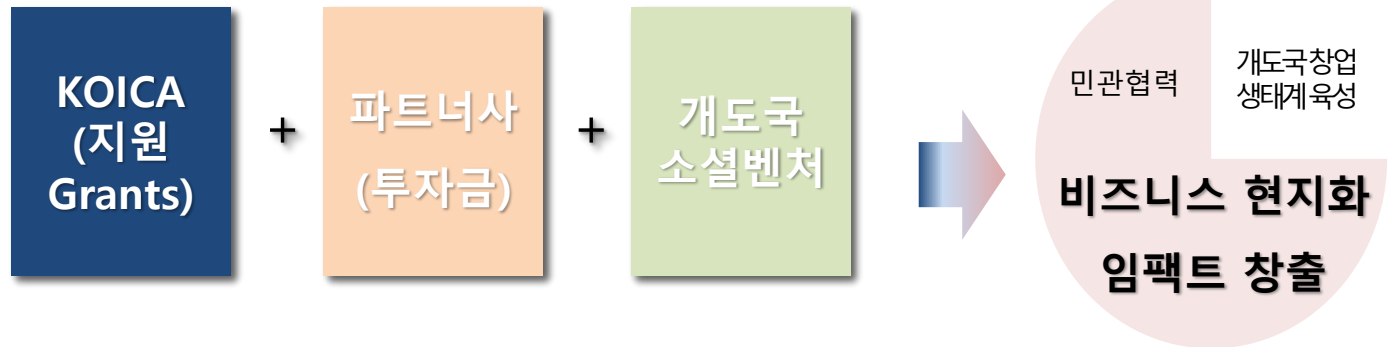 KOICA
(지원
Grants)
+
파트너사
(투자금)
+
개도국
소셜벤처
민관협력
개도국 창업
생태계 육성
비즈니스 현지화
임팩트 창출